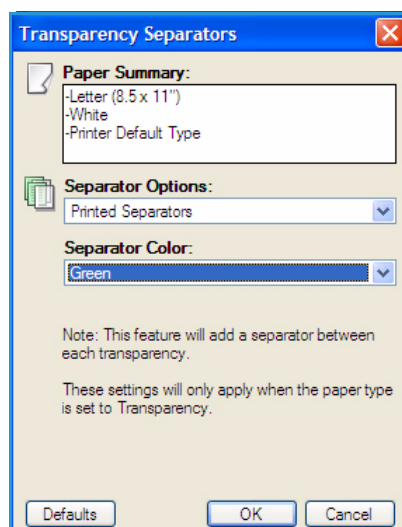 Transparency Separators
Paper Summary:
-Letter (8.5 x 11")
-White
-Printer Default Type
Separator Options:
Printed Separators
Separator Color:
Green
Note: This feature will add a separator between
each transparency.
These settings will only apply when the paper type
is set to Transparency.
Defaults
OK
Cancel